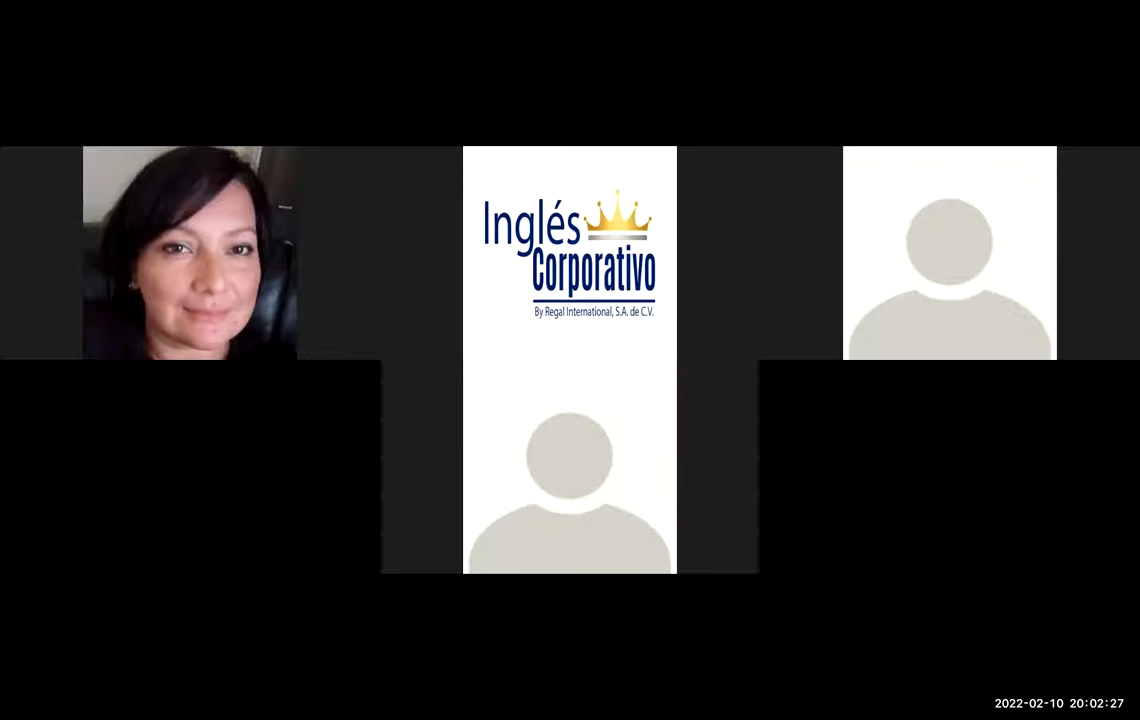 Inglés
Corporativo
By Regal International, S.A. de C.V.
2022-02-10 20:02:27